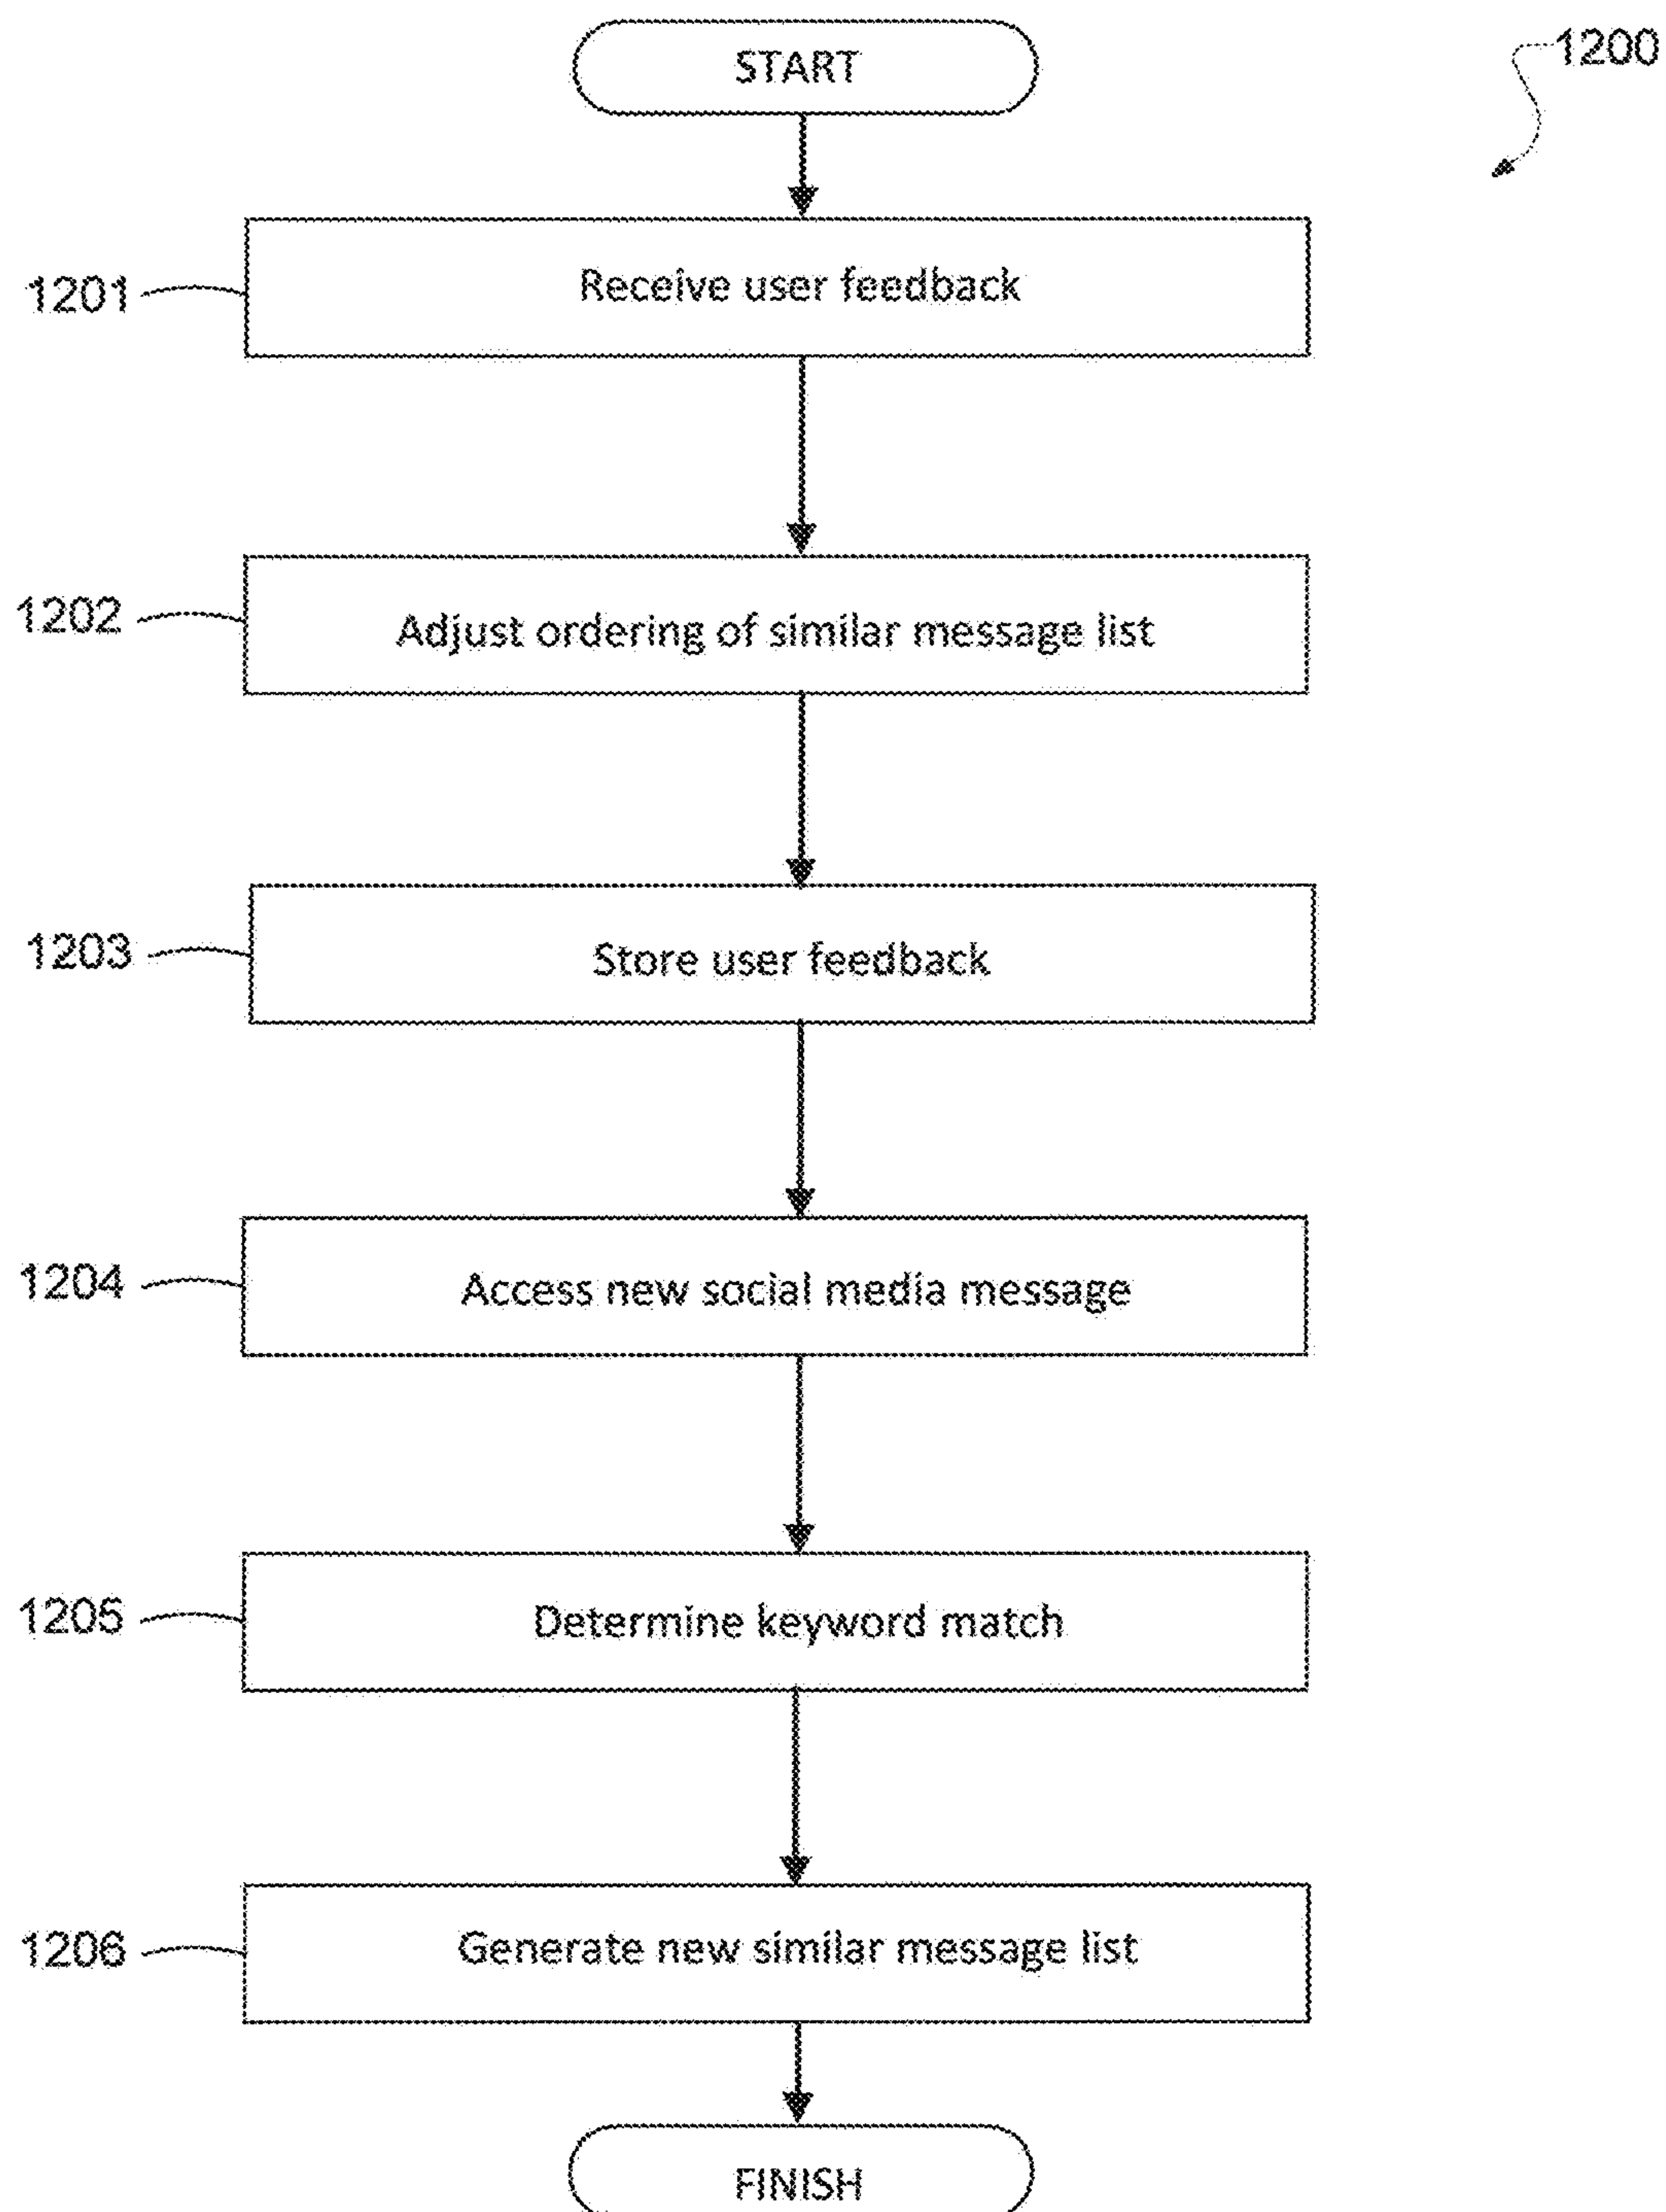 START
1200
1201
Receive user feedback
1202
Adjust ordering of similar message list
1203
Store user feedback
1204
Access new social media message
1205
Determine keyword match
1206
Generate new similar message list
FINISH